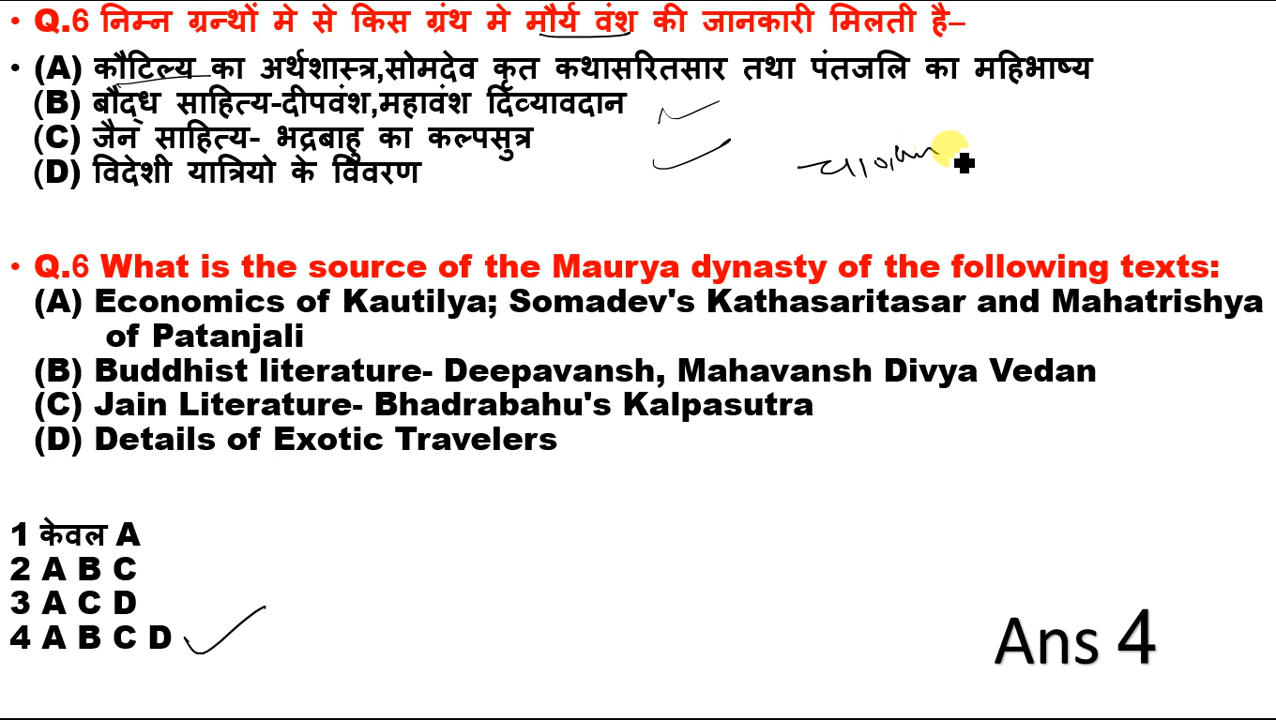 • Q.6 निम्न ग्रन्थों मे से किस ग्रंथ मे मौर्य वंश की जानकारी मिलती है–
• (A) कौटिल्य का अर्थशास्त्र,सोमदेव कृत कथासरितसार तथा पंतजलि का महिभाष्य
(B) बौद्ध साहित्य-दीपवंश,महावंश दिव्यावदान
(C) जैन साहित्य- भद्रबाहु का कल्पसुत्र
(D) विदेशी यात्रियो के विवरण
• Q.6 What is the source of the Maurya dynasty of the following texts:
(A) Economics of Kautilya; Somadev's Kathasaritasar and Mahatrishya
of Patanjali
(B) Buddhist literature- Deepavansh, Mahavansh Divya Vedan
(C) Jain Literature- Bhadrabahu's Kalpasutra
(D) Details of Exotic Travelers
1 केवल A
2 A B C
3 A C D
4 A B C D
Ans 4